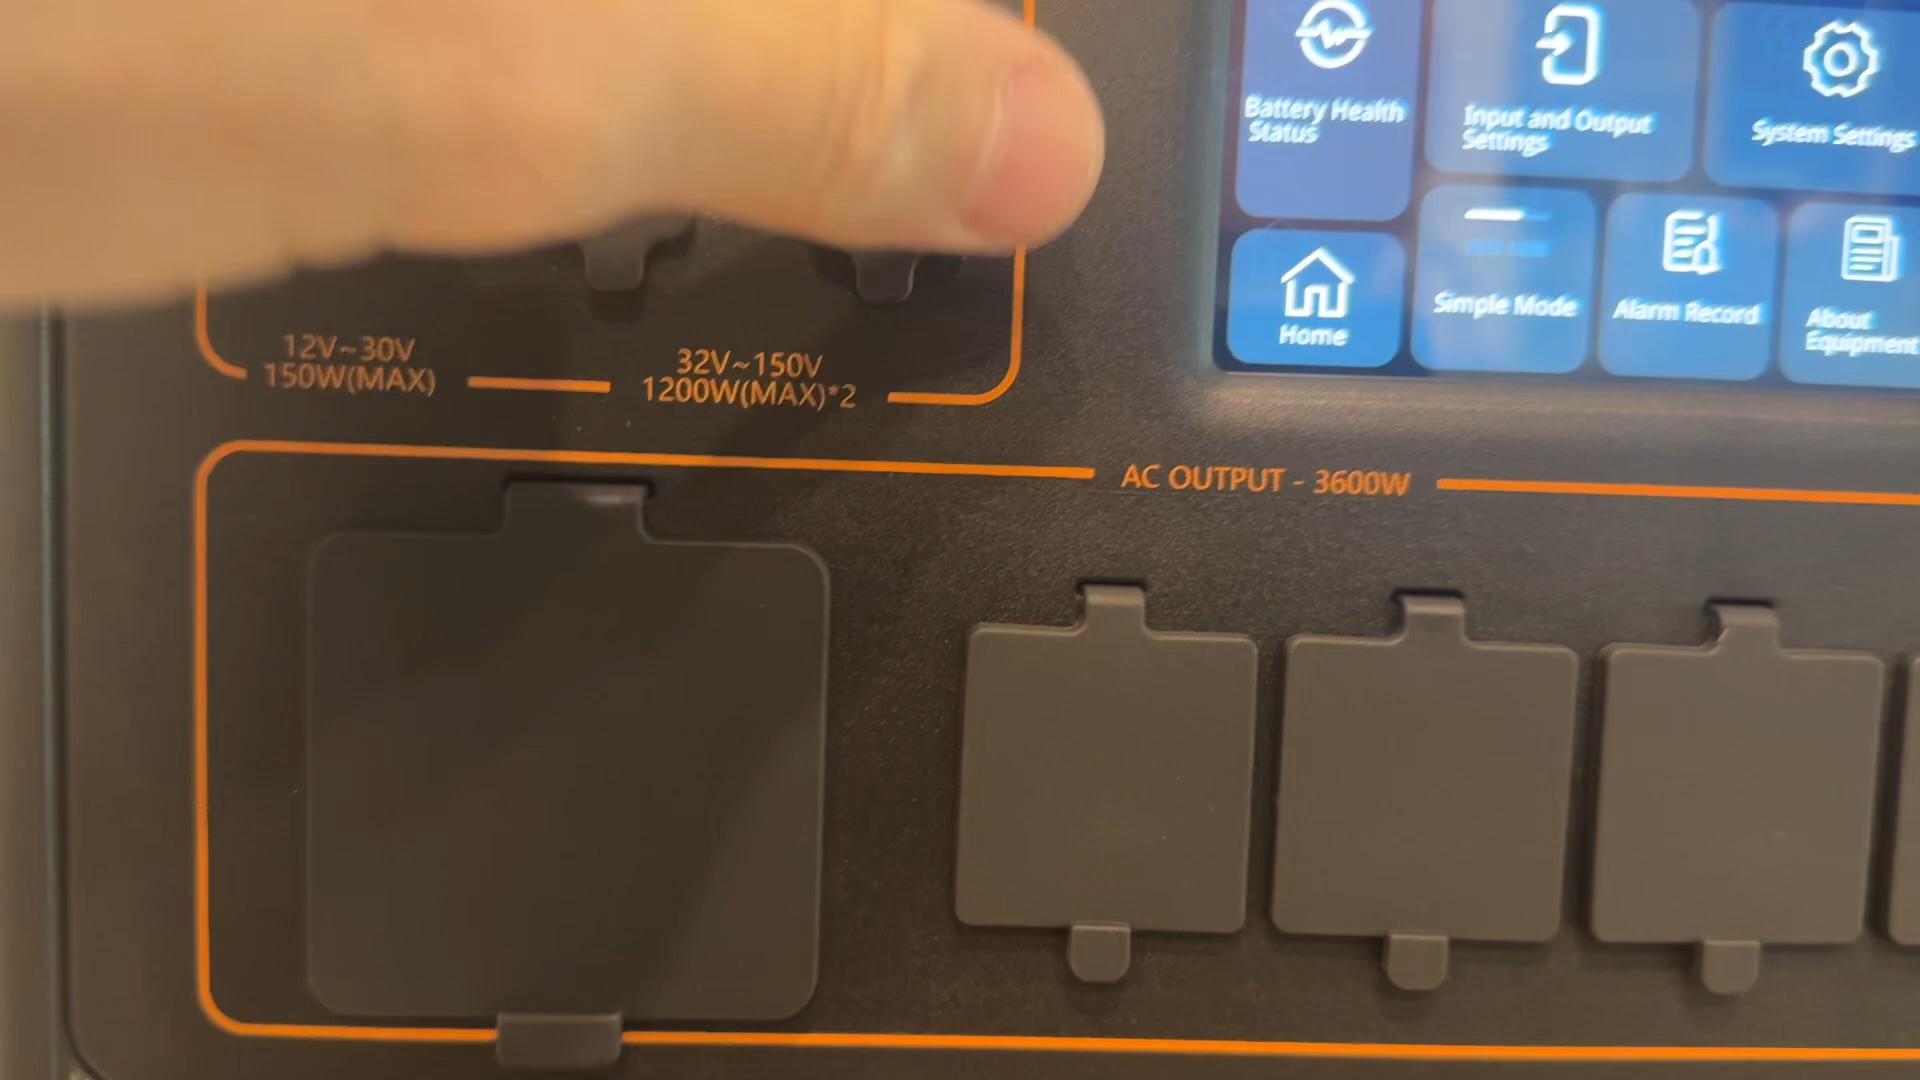 Battery Health
Status
Input and Output
Settings
System Settings
Home
Simple Mode
Alarm Record
About
Equipment
12V~30V
150W(MAX)
32V~150V
1200W(MAX)*2
AC OUTPUT - 3600W